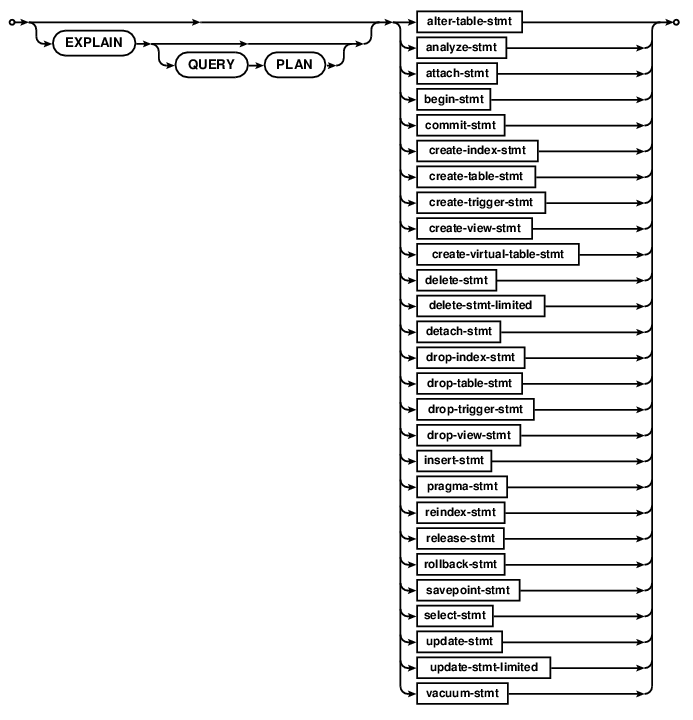 EXPLAIN
QUERY PLAN
alter-table-stmt
analyze-stmt
attach-stmt
begin-stmt
commit-stmt
create-index-stmt
create-table-stmt
create-trigger-stmt
create-view-stmt
create-virtual-table-stmt
delete-stmt
delete-stmt-limited
detach-stmt
drop-index-stmt
drop-table-stmt
drop-trigger-stmt
drop-view-stmt
insert-stmt
pragma-stmt
reindex-stmt
release-stmt
rollback-stmt
savepoint-stmt
select-stmt
update-stmt
update-stmt-limited
vacuum-stmt